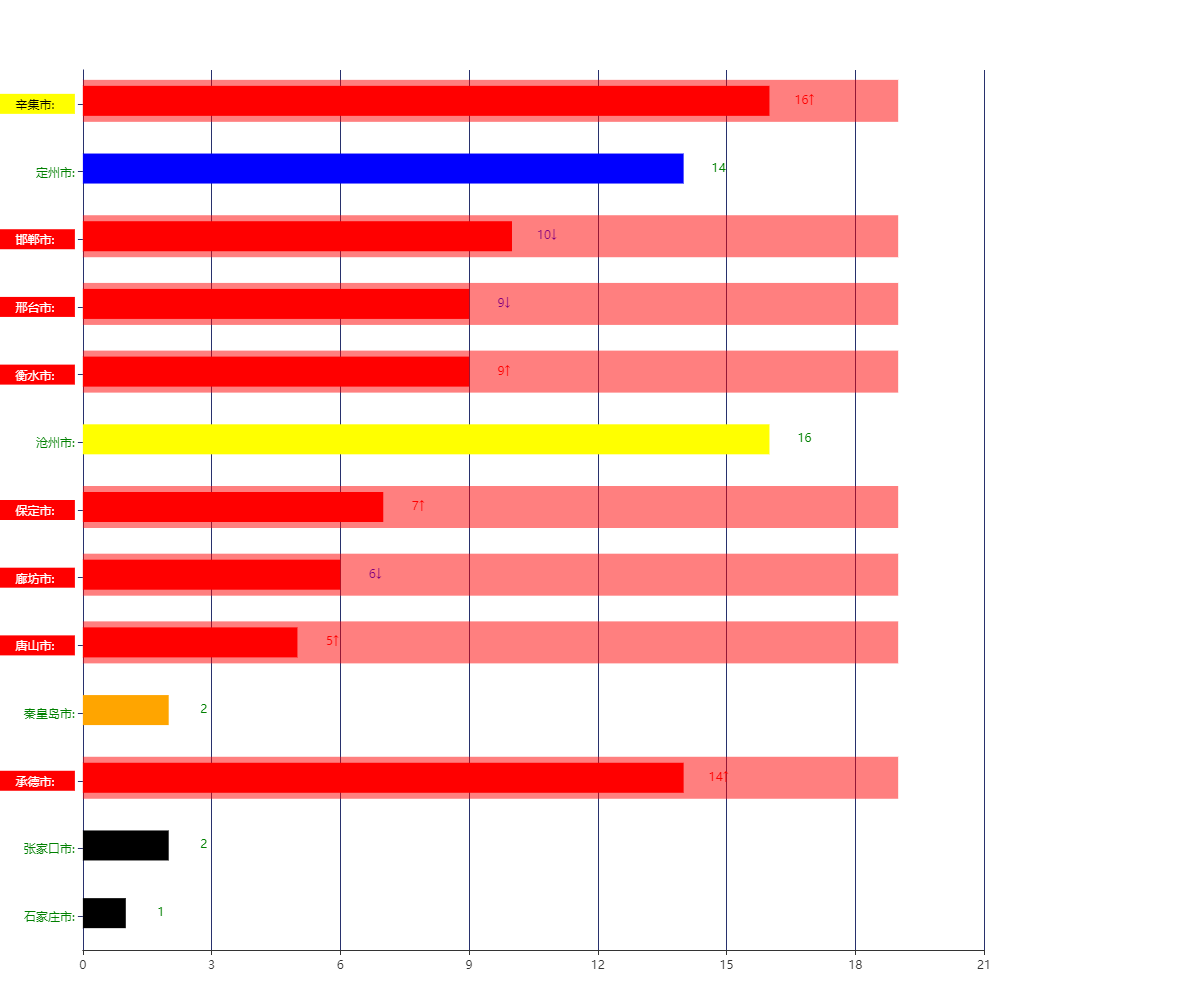 辛集市: 16↑
定州市: 14
邯郸市: 10↓
邢台市: 9↓
衡水市: 9↑
沧州市: 16
保定市: 7↑
廊坊市: 6↓
唐山市: 5↑
秦皇岛市: 2
承德市: 14↑
张家口市: 2
石家庄市: 1
0 3 6 9 12 15 18 21